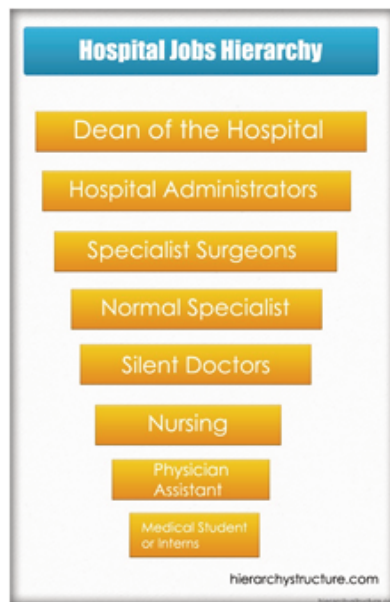 Hospital Jobs Hierarchy
Dean of the Hospital
Hospital Administrators
Specialist Surgeons
Normal Specialist
Silent Doctors
Nursing
Physician
Assistant
Medical Student
or Interns
hierarchystructure.com